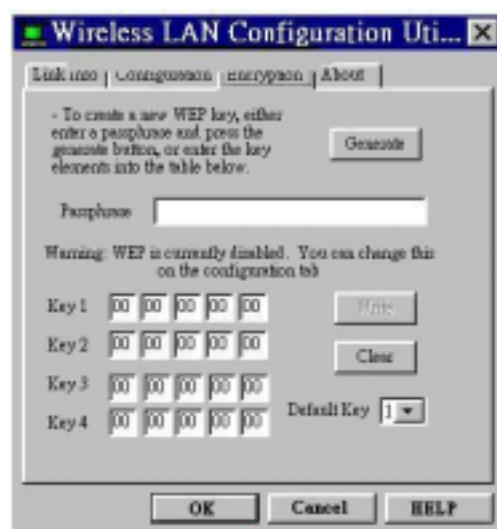 Wireless LAN Configuration Uti...
Link Info Configuration Encryption About
- To create a new WEP key, either
enter a passphrase and press the
generate button, or enter the key
elements into the table below.
Generate
Passphrase
Warning: WEP is currently disabled. You can change this
on the configuration tab
Key 1 00 00 00 00 00
Write
Key 2 00 00 00 00 00
Clear
Key 3 00 00 00 00 00
Default Key 1
Key 4 00 00 00 00 00
OK Cancel HELP